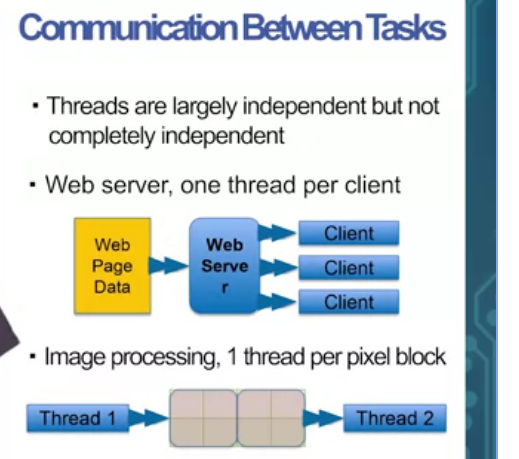 Communication Between Tasks
▪ Threads are largely independent but not
completely independent
▪ Web server, one thread per client
Web
Page
Data
Web
Serve
r
Client
Client
Client
▪ Image processing, 1 thread per pixel block
Thread 1
Thread 2